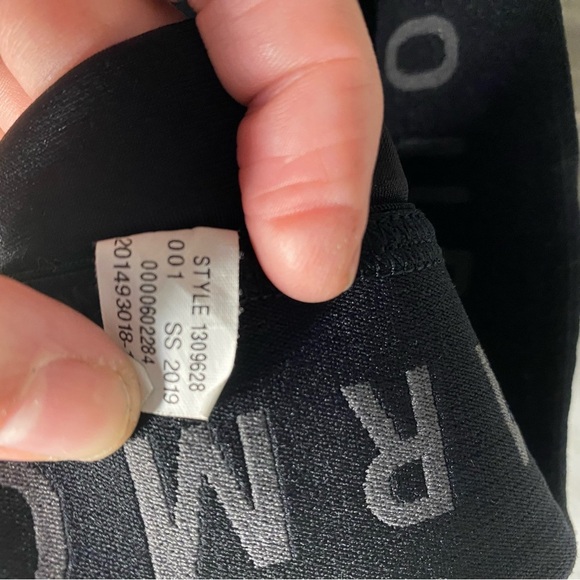 STYLE 1309628
001 SS 2019
0000602284
201493018-
O
R
M